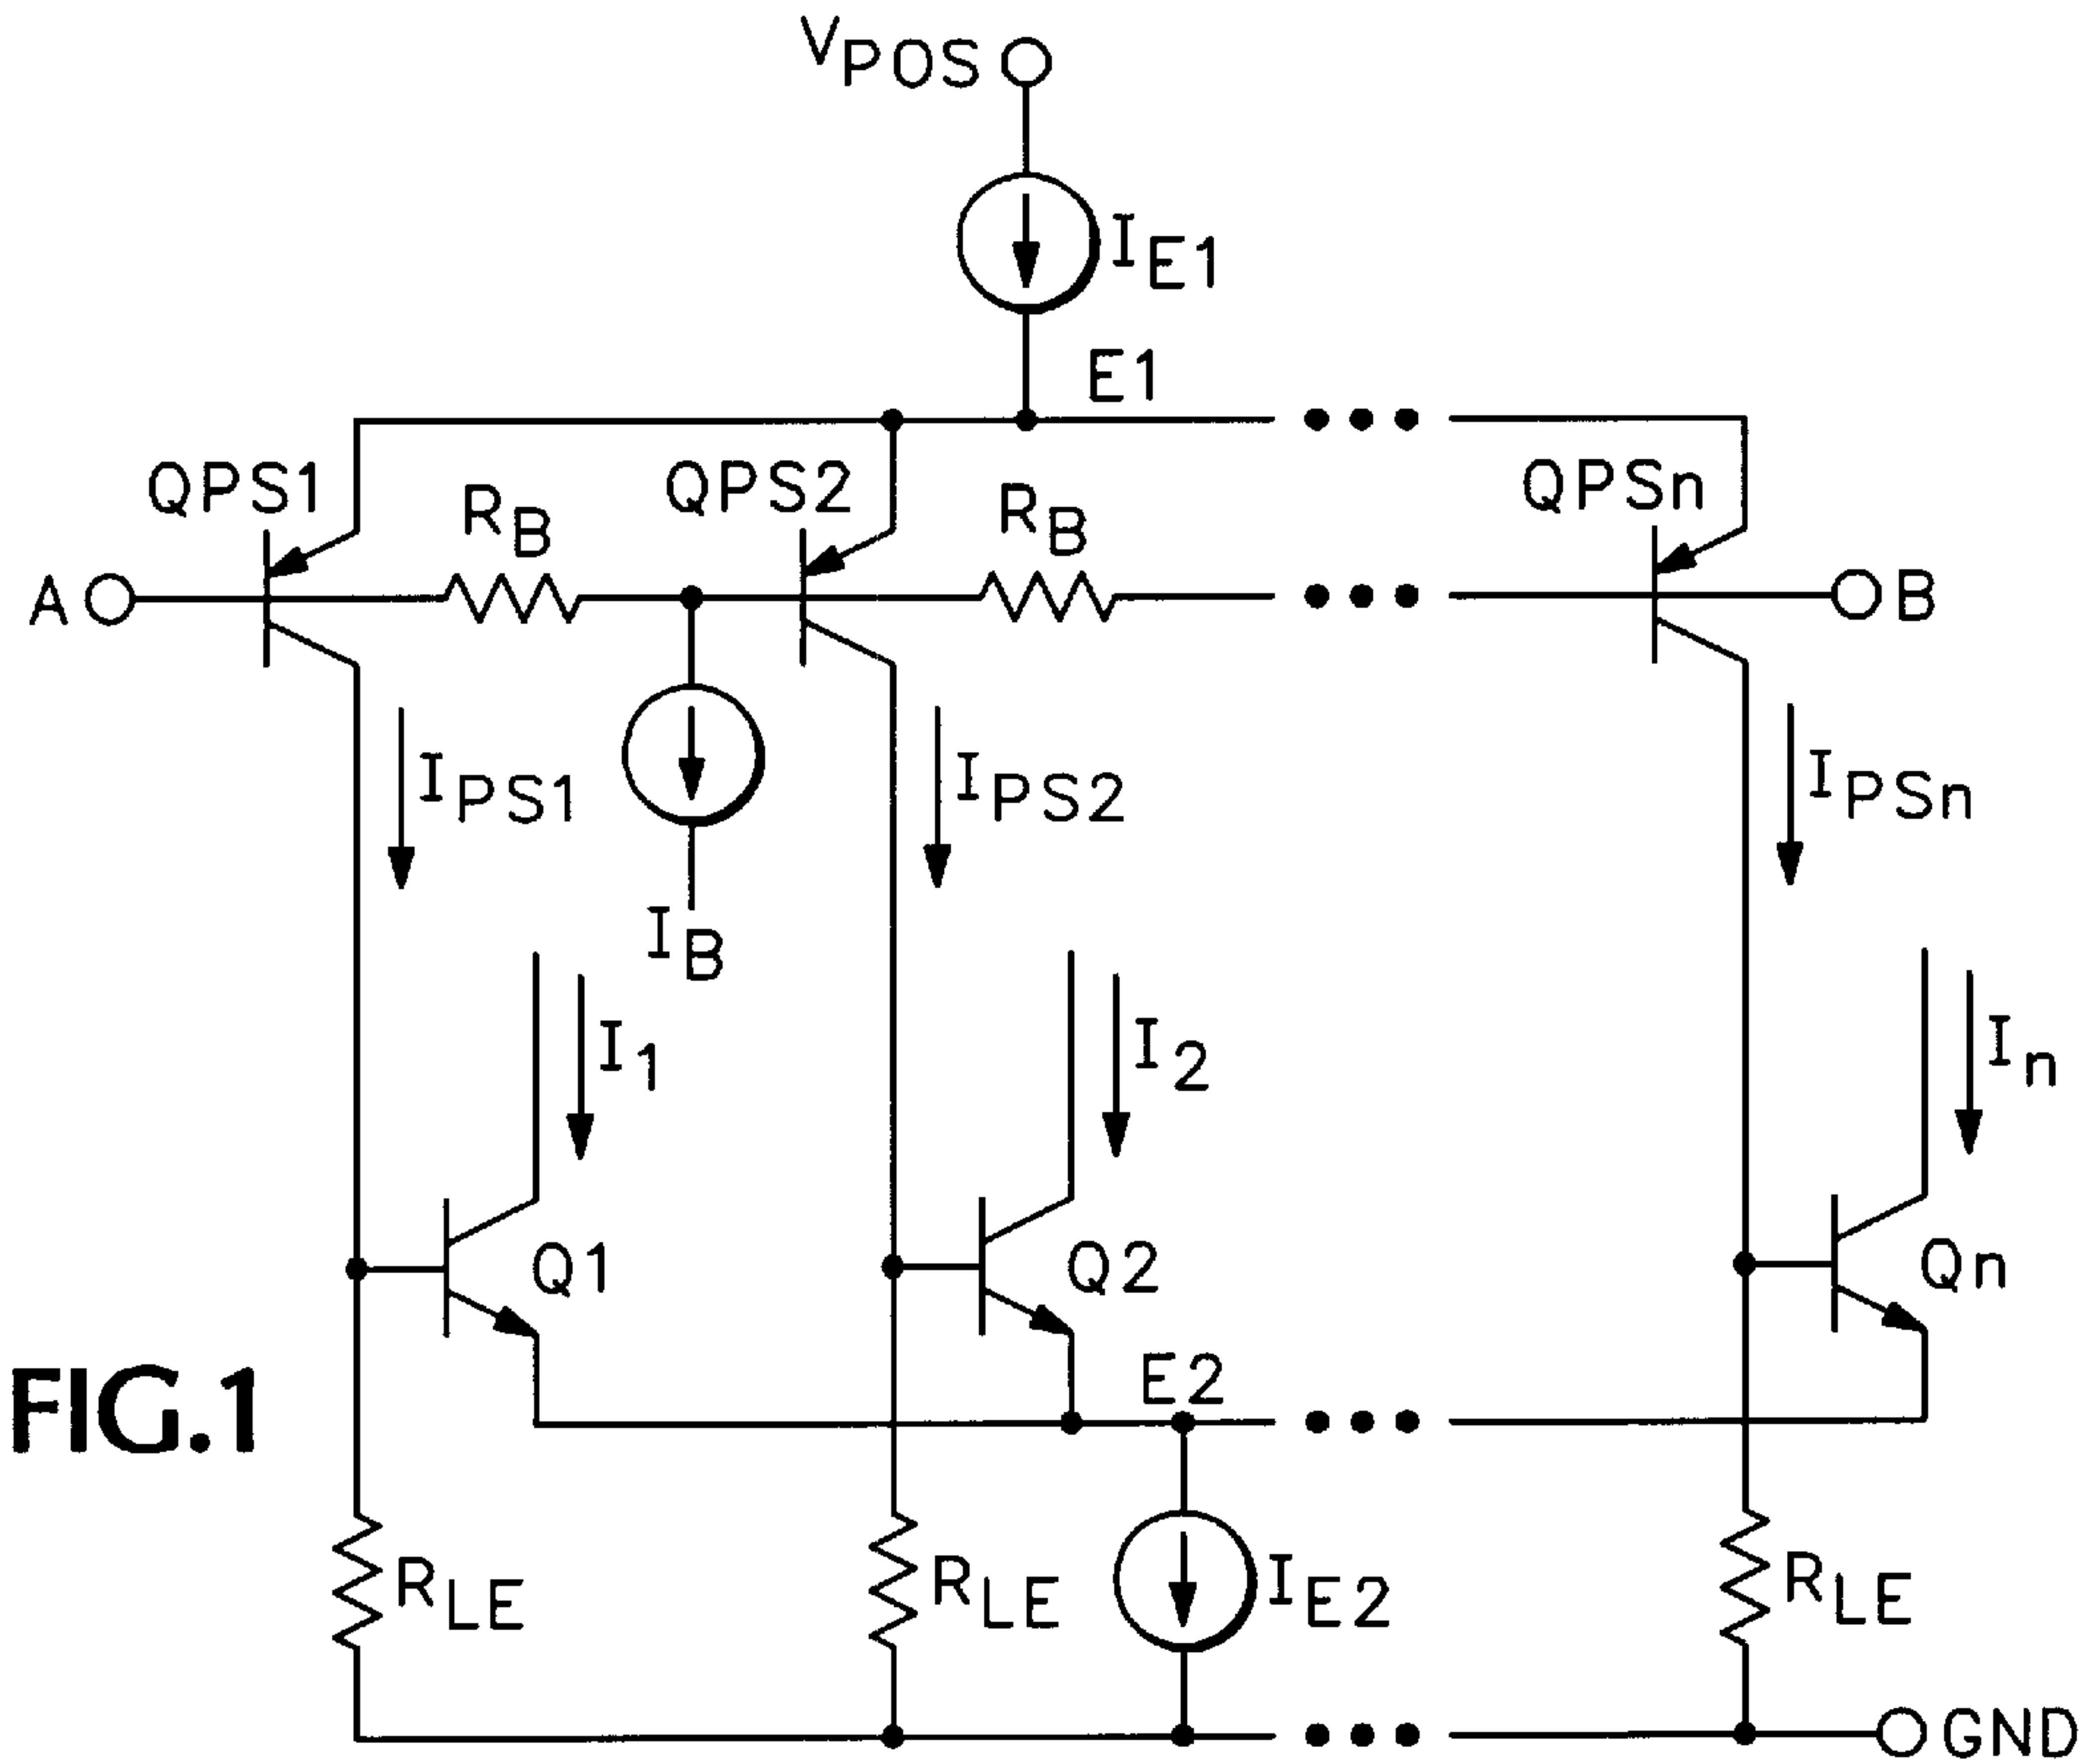 VPOS
IE1
E1
QPS1
RB
QPS2
RB
QPSn
A
B
IPS1
IPS2
IPSn
IB
I1
I2
In
Q1
Q2
Qn
E2
FIG.1
RLE
RLE
IE2
RLE
GND